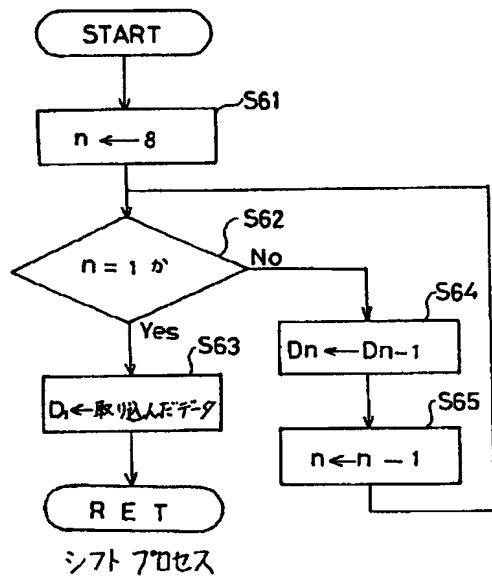 START
S61
n ← 8
S62
n = 1 か
No
Yes
S64
Dn ← Dn-1
S63
D₁←取り込んだデータ
S65
n ← n - 1
RET
シフト プロセス